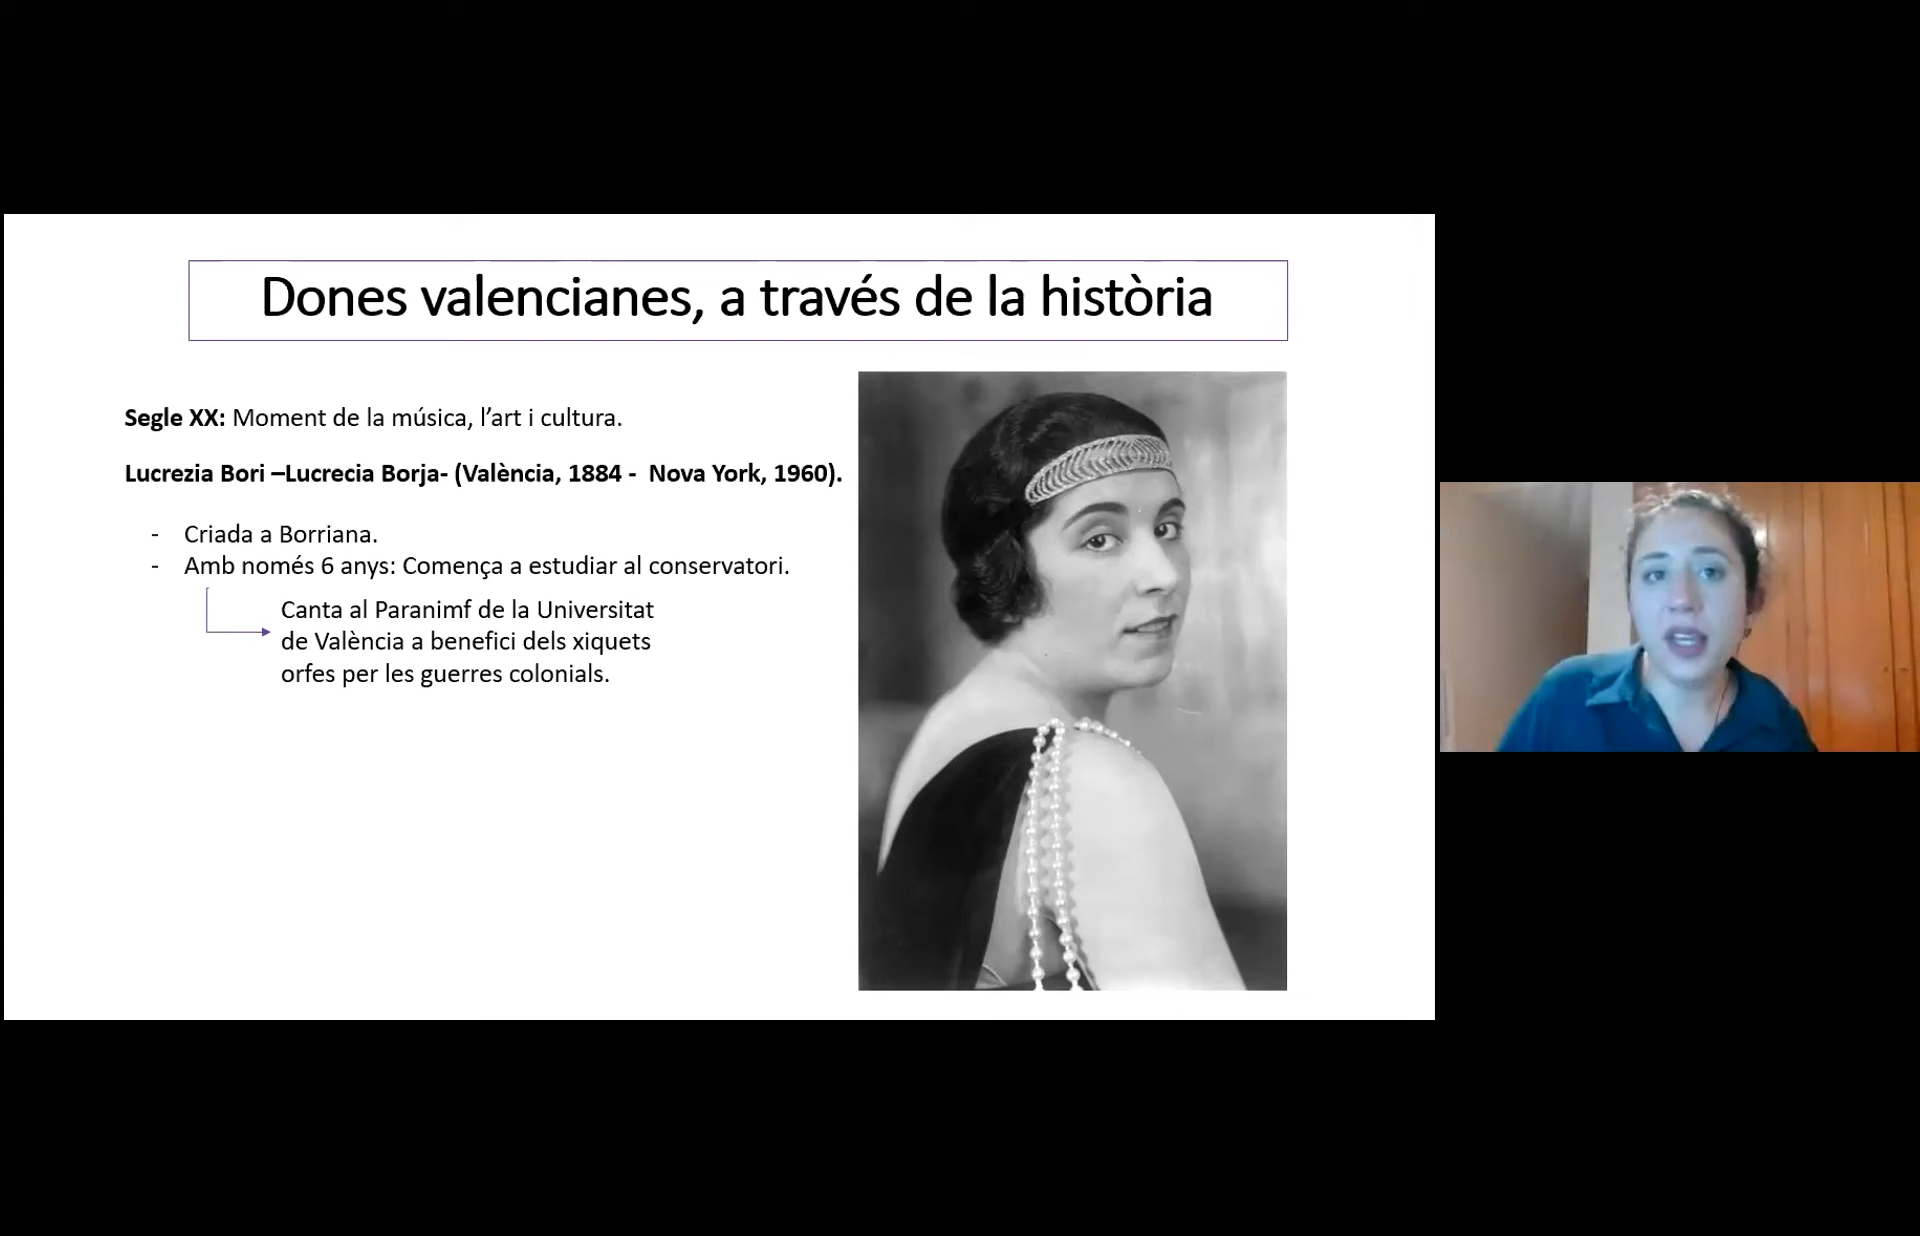 Dones valencianes, a través de la història
Segle XX: Moment de la música, l’art i cultura.
Lucrezia Bori –Lucrecia Borja- (València, 1884 - Nova York, 1960).
- Criada a Borriana.
- Amb només 6 anys: Comença a estudiar al conservatori.
Canta al Paranimf de la Universitat
de València a benefici dels xiquets
orfes per les guerres colonials.